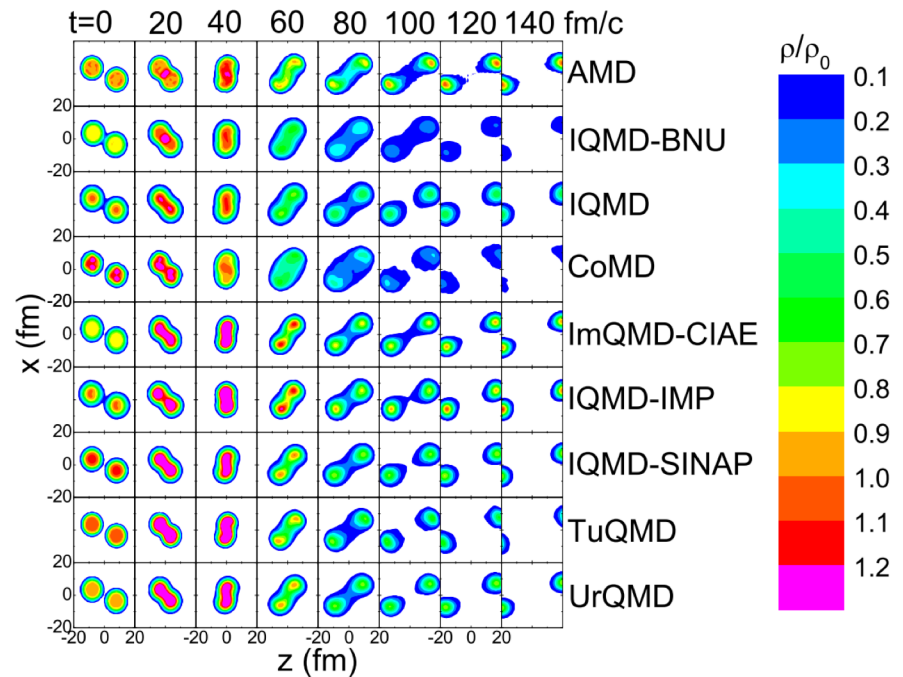 t=0 20 40 60 80 100 120 140 fm/c
ρ/ρ0
AMD
20
0
-20
IQMD-BNU
IQMD
20
0
-20
CoMD
ImQMD-CIAE
20
0
-20
IQMD-IMP
20
0
-20
IQMD-SINAP
TuQMD
20
0
-20
UrQMD
x (fm)
-20 0 20 -20 0 20 -20 0 20 -20 0 20
z (fm)
0.1
0.2
0.3
0.4
0.5
0.6
0.7
0.8
0.9
1.0
1.1
1.2